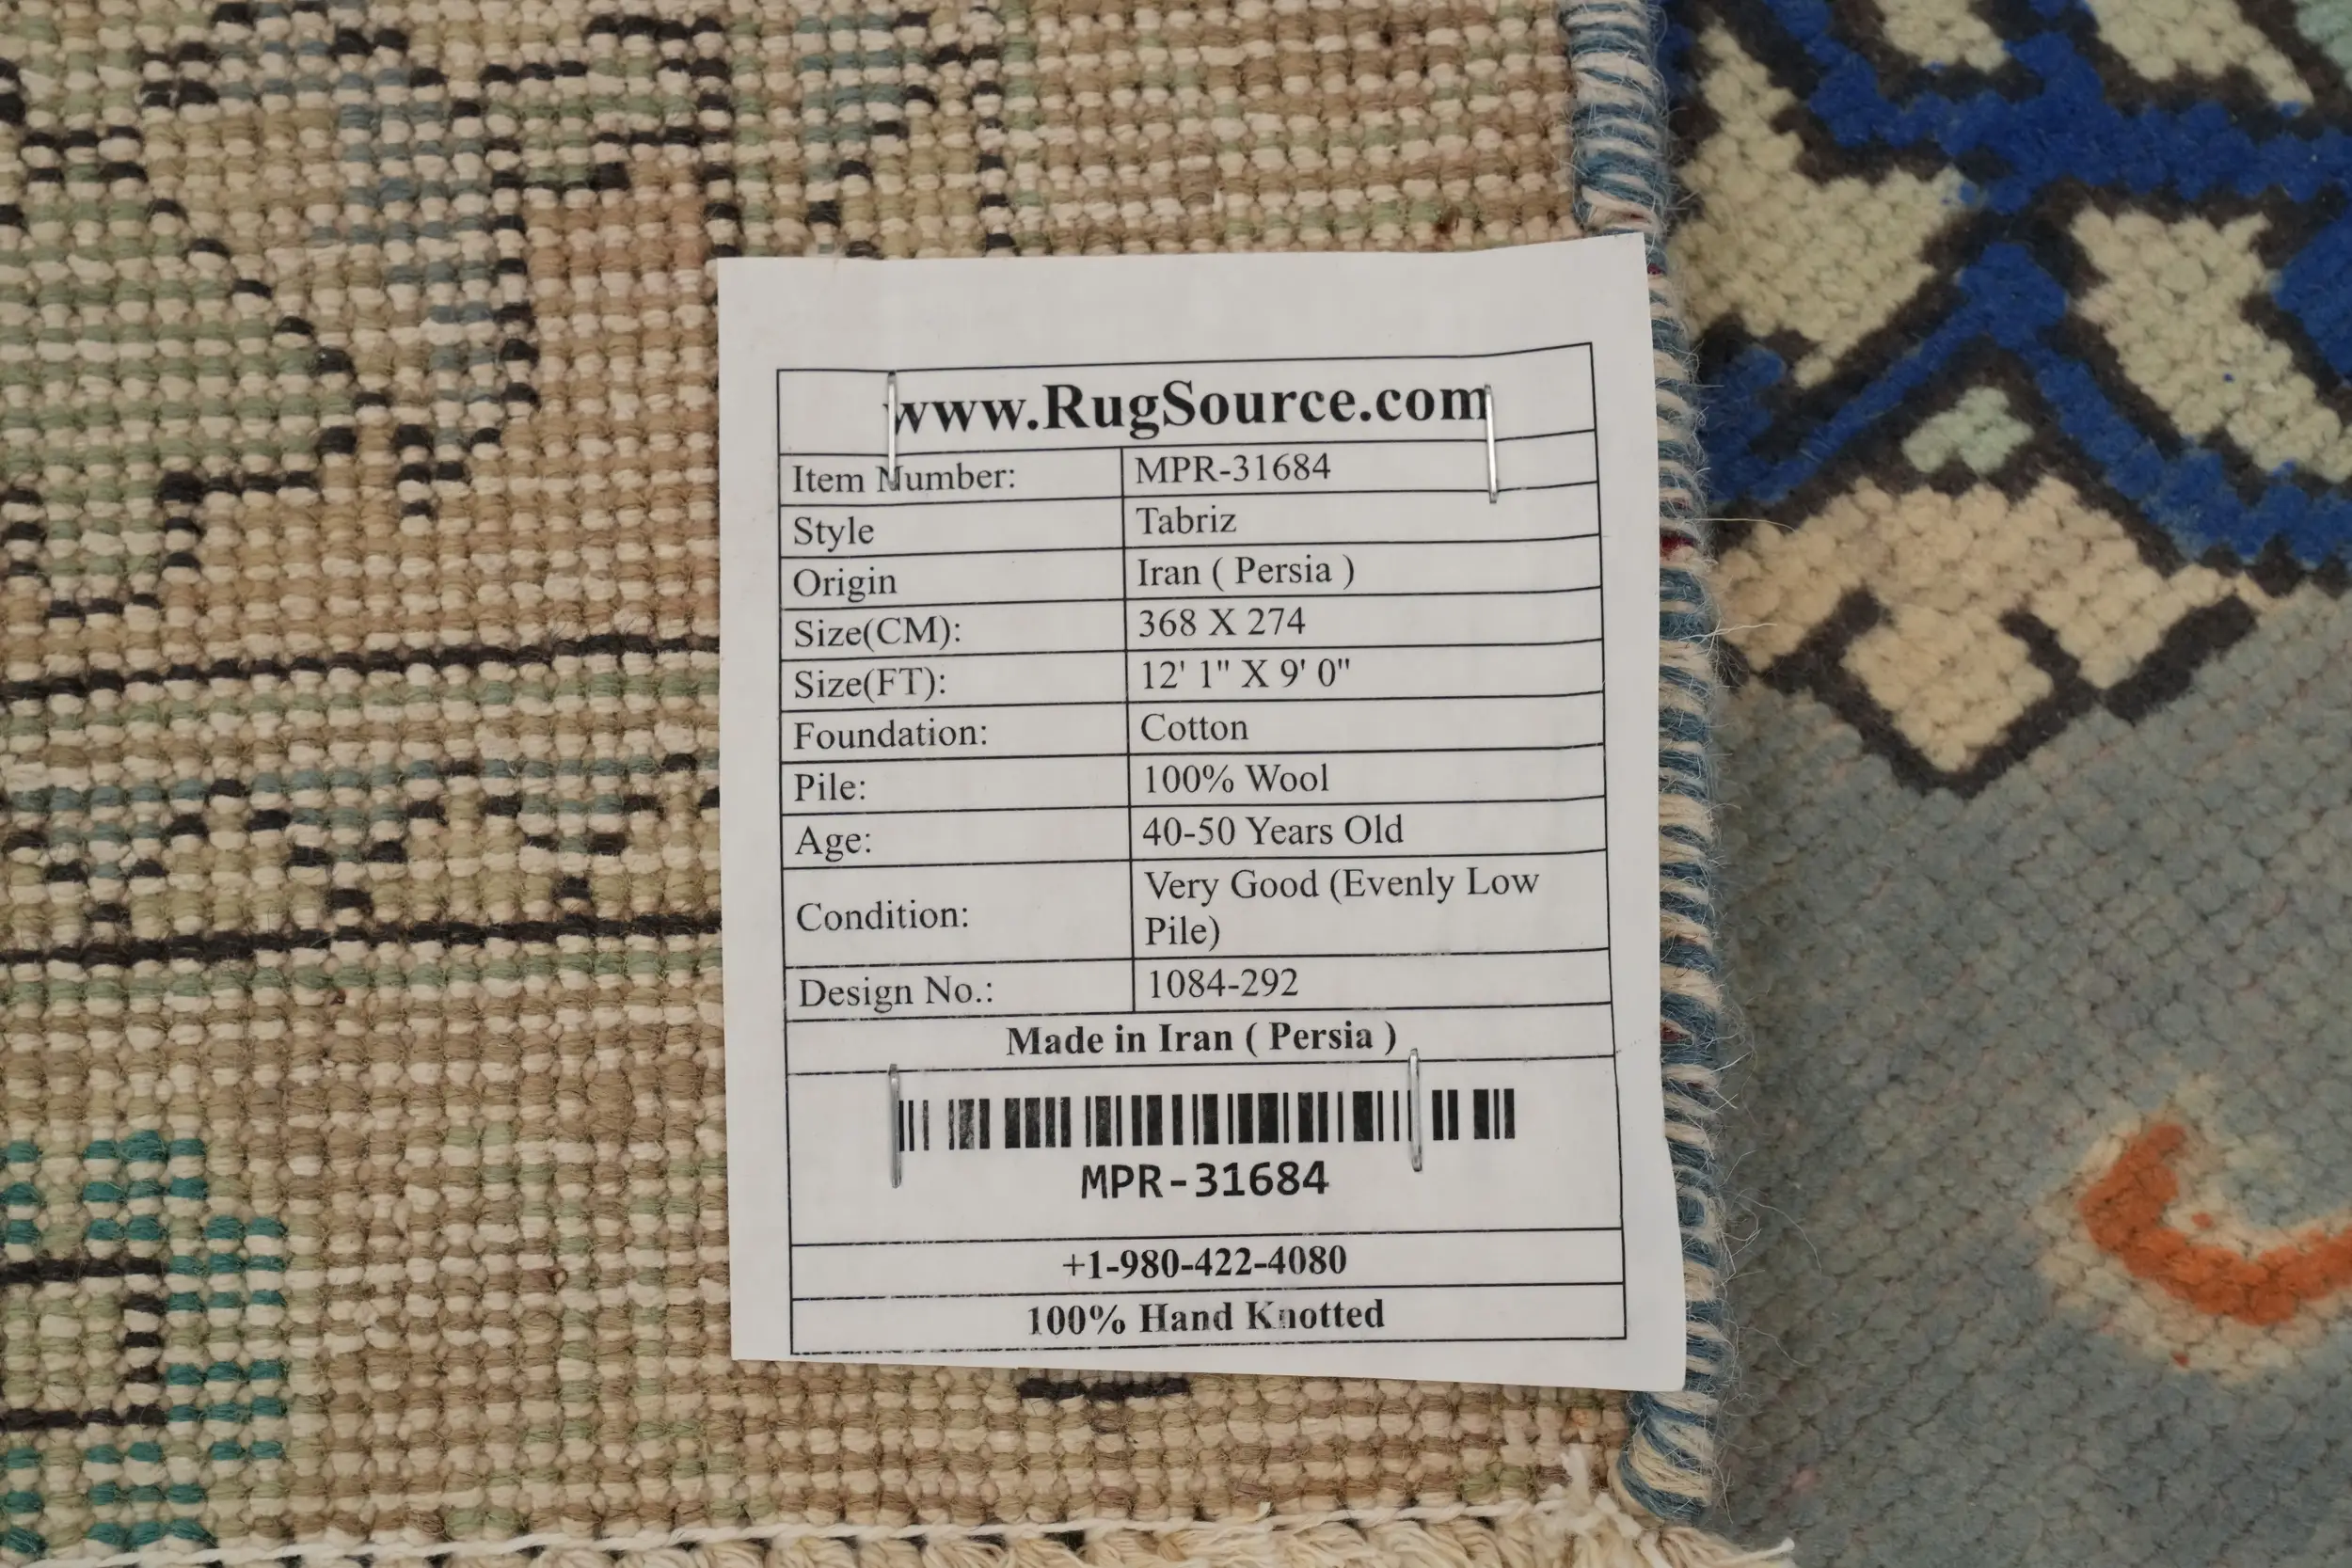 www.RugSource.com
Item Number: MPR-31684
Style Tabriz
Origin Iran ( Persia )
Size(CM): 368 X 274
Size(FT): 12' 1" X 9' 0"
Foundation: Cotton
Pile: 100% Wool
Age: 40-50 Years Old
Condition: Very Good (Evenly Low
Pile)
Design No.: 1084-292
Made in Iran ( Persia )
MPR-31684
+1-980-422-4080
100% Hand Knotted